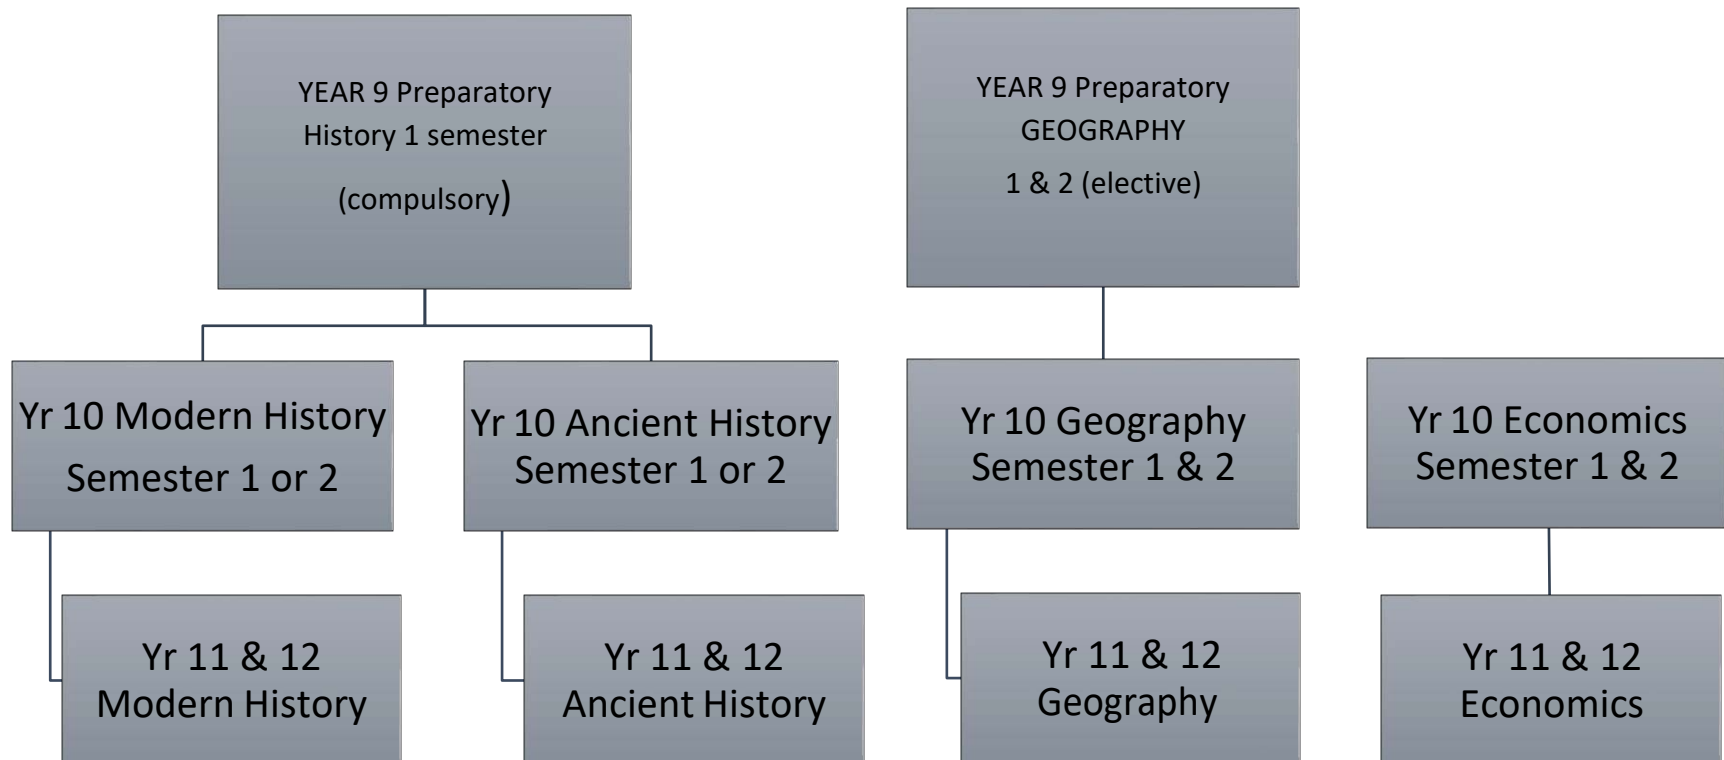 YEAR 9 Preparatory
History 1 semester
(compulsory)
YEAR 9 Preparatory
GEOGRAPHY
1 & 2 (elective)
Yr 10 Modern History
Semester 1 or 2
Yr 10 Ancient History
Semester 1 or 2
Yr 10 Geography
Semester 1 & 2
Yr 10 Economics
Semester 1 & 2
Yr 11 & 12
Modern History
Yr 11 & 12
Ancient History
Yr 11 & 12
Geography
Yr 11 & 12
Economics